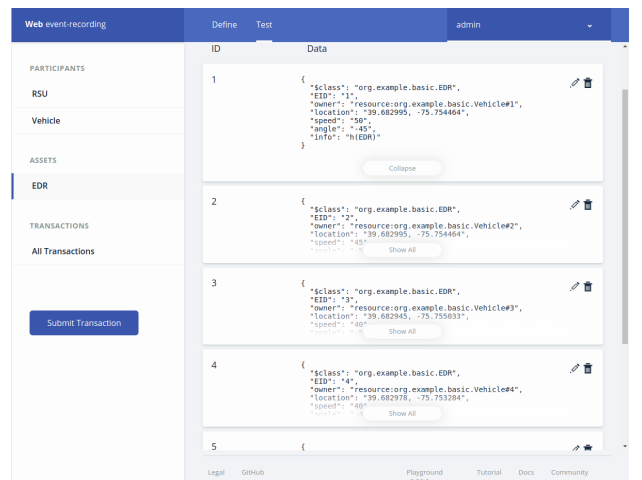 Web event-recording
Define Test
admin
PARTICIPANTS
RSU
Vehicle
ASSETS
EDR
TRANSACTIONS
All Transactions
Submit Transaction
ID Data
1
{
"$class": "org.example.basic.EDR",
"EID": "1",
"owner": "resource:org.example.basic.Vehicle#1",
"location": "39.682995, -75.754464",
"speed": "50",
"angle": "-45",
"info": "h(EDR)"
}
Collapse
2
{
"$class": "org.example.basic.EDR",
"EID": "2",
"owner": "resource:org.example.basic.Vehicle#2",
"location": "39.682995, -75.754464",
"speed": "45"
Show All
3
{
"$class": "org.example.basic.EDR",
"EID": "3",
"owner": "resource:org.example.basic.Vehicle#3",
"location": "39.682945, -75.755033",
"speed": "40"
Show All
4
{
"$class": "org.example.basic.EDR",
"EID": "4",
"owner": "resource:org.example.basic.Vehicle#4",
"location": "39.682978, -75.753284",
"speed": "40"
Show All
5
{
Legal GitHub Playground Tutorial Docs Community